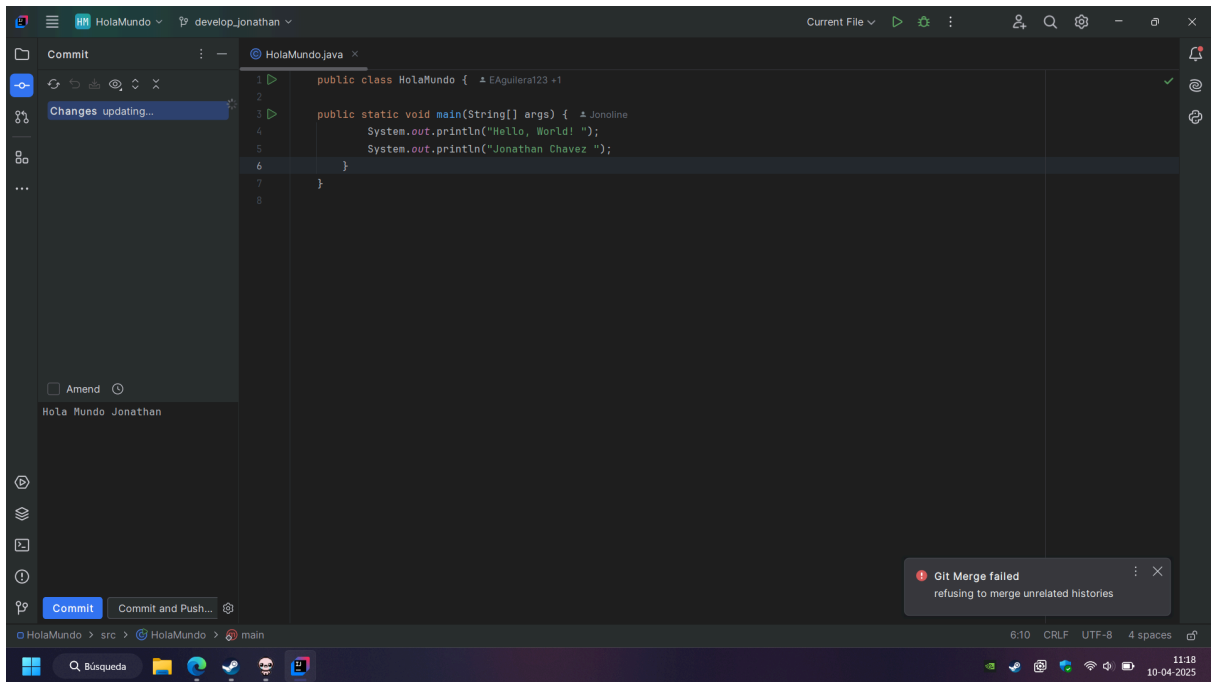 HM HolaMundo develop_jonathan Current File
Commit
HolaMundo.java
Changes updating...
1 public class HolaMundo { EAguilera123 +1
2
3 public static void main(String[] args) { Jonoline
4 System.out.println("Hello, World! ");
5 System.out.println("Jonathan Chavez ");
6 }
7 }
8
Amend
Hola Mundo Jonathan
Git Merge failed
refusing to merge unrelated histories
Commit Commit and Push...
HolaMundo > src > HolaMundo > main 6:10 CRLF UTF-8 4 spaces
Búsqueda
11:18
10-04-2025